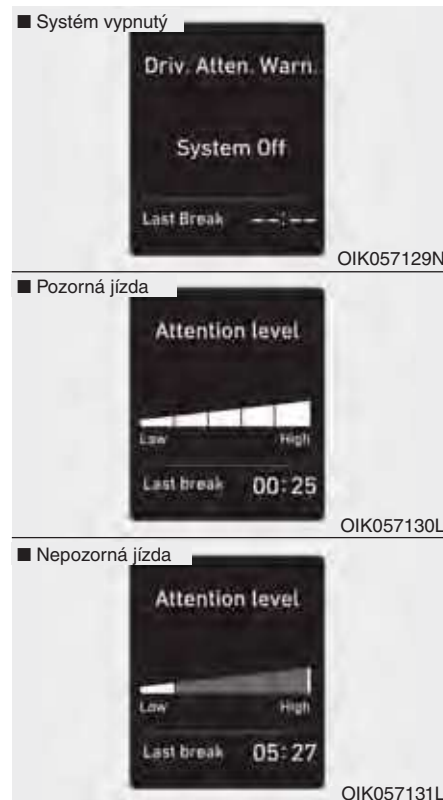 ■ Systém vypnutý
Driv. Atten. Warn.
System Off
Last Break --:--
OIK057129N
■ Pozorná jízda
Attention level
Low High
Last break 00:25
OIK057130L
■ Nepozorná jízda
Attention level
Low High
Last break 05:27
OIK057131L